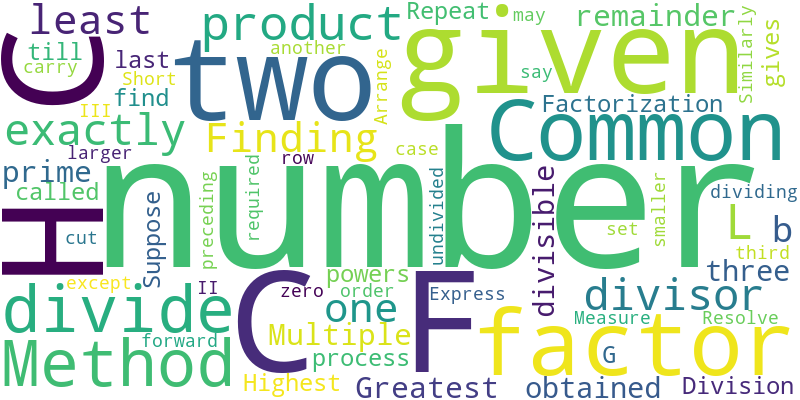 least product Repeat may remainder
till last another say Similarly gives
carry Short Arrange
C two given
III find Factorization
exactly Finding Common
larger row case
prime number dividing
called Suppose preceding required undivided divisible set smaller L b
H cut third
except II zero powers order Express three
divide C one F divisor
forward Multiple Measure Resolve
Method process factor G
Highest Greatest obtained Division